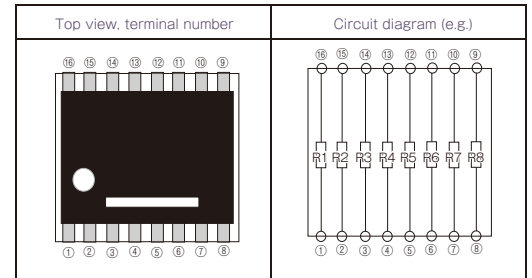 Top view, terminal number
Circuit diagram (e.g.)
⑯ ⑮ ⑭ ⑬ ⑫ ⑪ ⑩ ⑨
① ② ③ ④ ⑤ ⑥ ⑦ ⑧
⑯ ⑮ ⑭ ⑬ ⑫ ⑪ ⑩ ⑨
R1 R2 R3 R4 R5 R6 R7 R8
① ② ③ ④ ⑤ ⑥ ⑦ ⑧